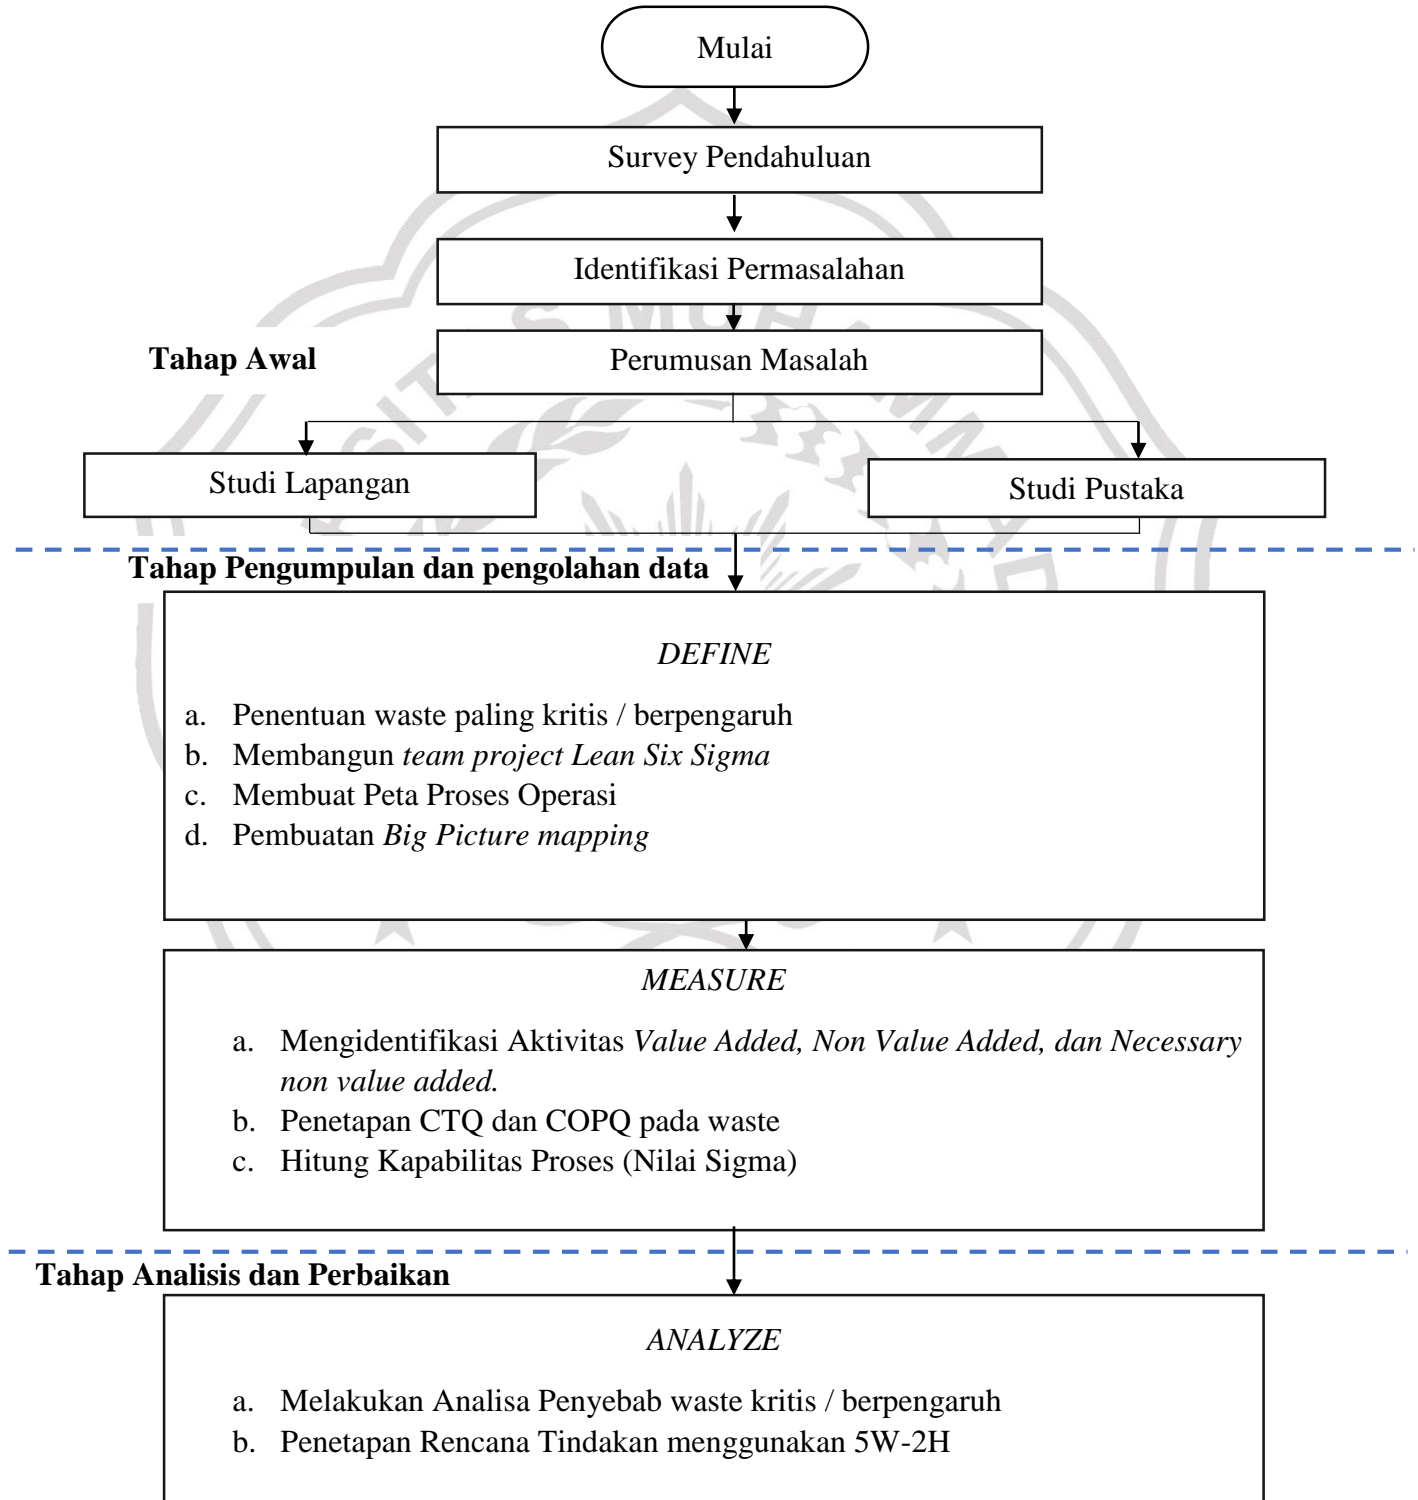 Mulai
Survey Pendahuluan
Identifikasi Permasalahan
Tahap Awal
Perumusan Masalah
Studi Lapangan
Studi Pustaka
Tahap Pengumpulan dan pengolahan data
DEFINE
a. Penentuan waste paling kritis / berpengaruh
b. Membangun team project Lean Six Sigma
c. Membuat Peta Proses Operasi
d. Pembuatan Big Picture mapping
MEASURE
a. Mengidentifikasi Aktivitas Value Added, Non Value Added, dan Necessary
non value added.
b. Penetapan CTQ dan COPQ pada waste
c. Hitung Kapabilitas Proses (Nilai Sigma)
Tahap Analisis dan Perbaikan
ANALYZE
a. Melakukan Analisa Penyebab waste kritis / berpengaruh
b. Penetapan Rencana Tindakan menggunakan 5W-2H